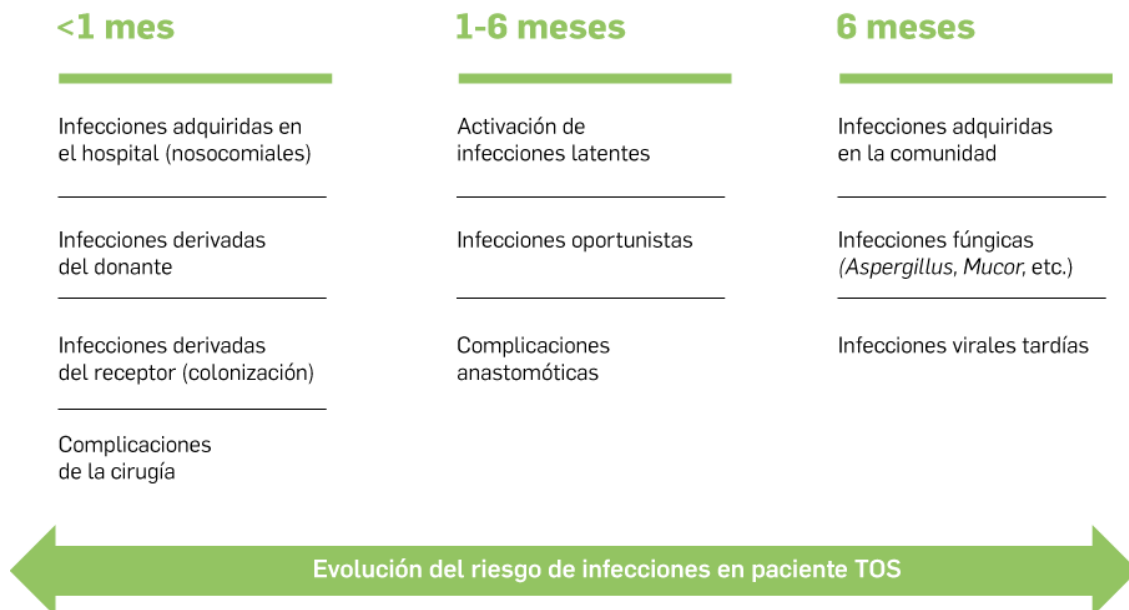 <1 mes
Infecciones adquiridas en
el hospital (nosocomiales)
Infecciones derivadas
del donante
Infecciones derivadas
del receptor (colonización)
Complicaciones
de la cirugía
1-6 meses
Activación de
infecciones latentes
Infecciones oportunistas
Complicaciones
anastomóticas
6 meses
Infecciones adquiridas
en la comunidad
Infecciones fúngicas
(Aspergillus, Mucor, etc.)
Infecciones virales tardías
Evolución del riesgo de infecciones en paciente TOS